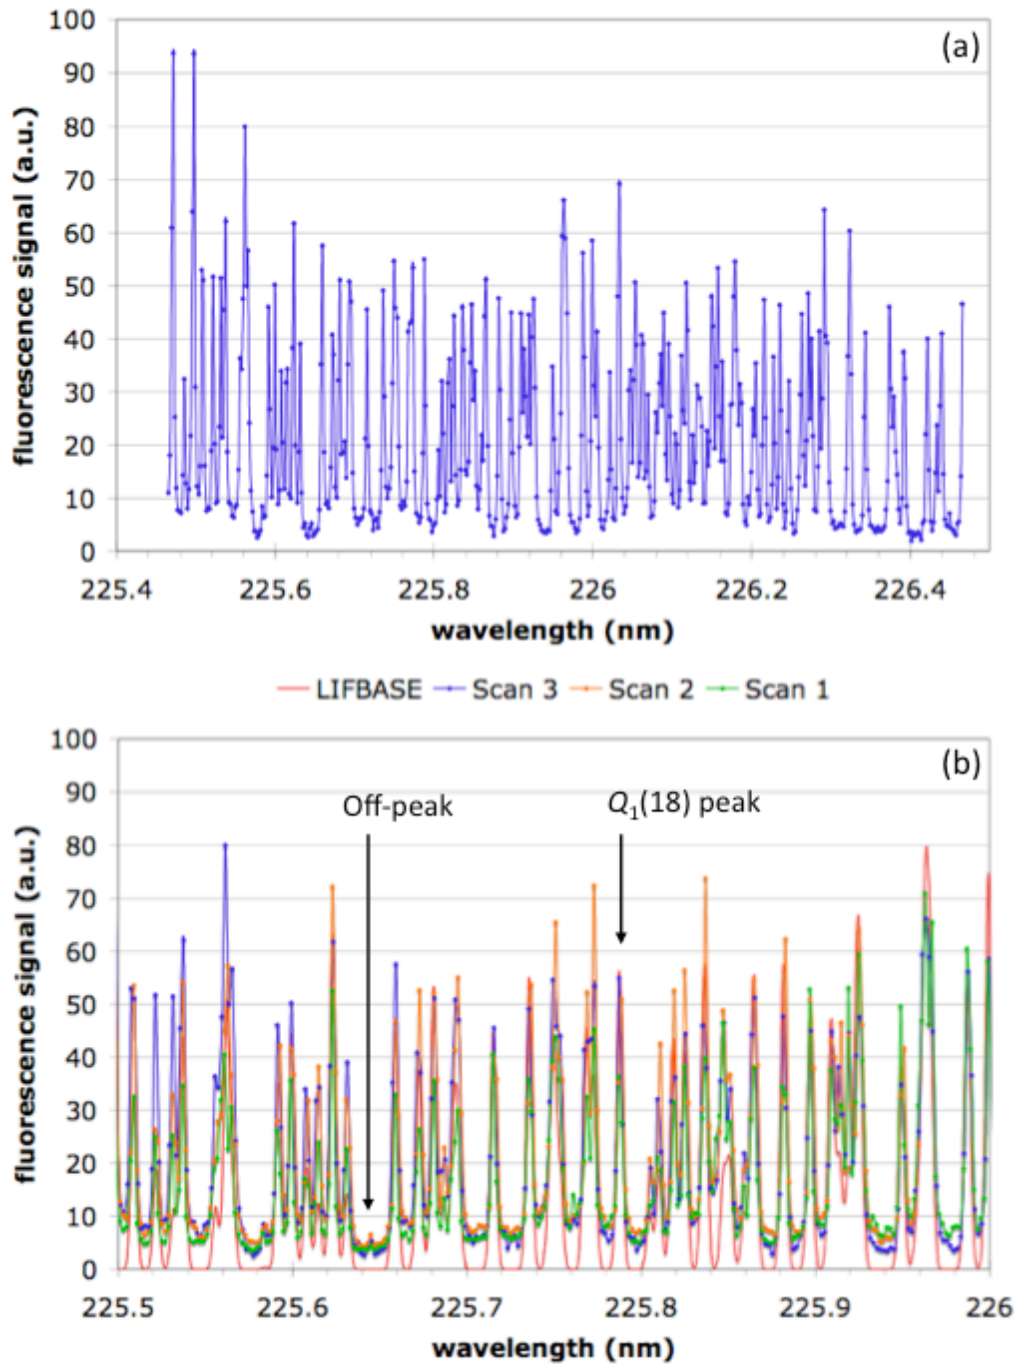 100
(a)
90
80
70
60
50
40
30
20
10
0
fluorescence signal (a.u.)
225.4 225.6 225.8 226 226.2 226.4
wavelength (nm)
LIFBASE Scan 3 Scan 2 Scan 1
100
(b)
90
Off-peak Q₁(18) peak
80
70
60
50
40
30
20
10
0
fluorescence signal (a.u.)
225.5 225.6 225.7 225.8 225.9 226
wavelength (nm)